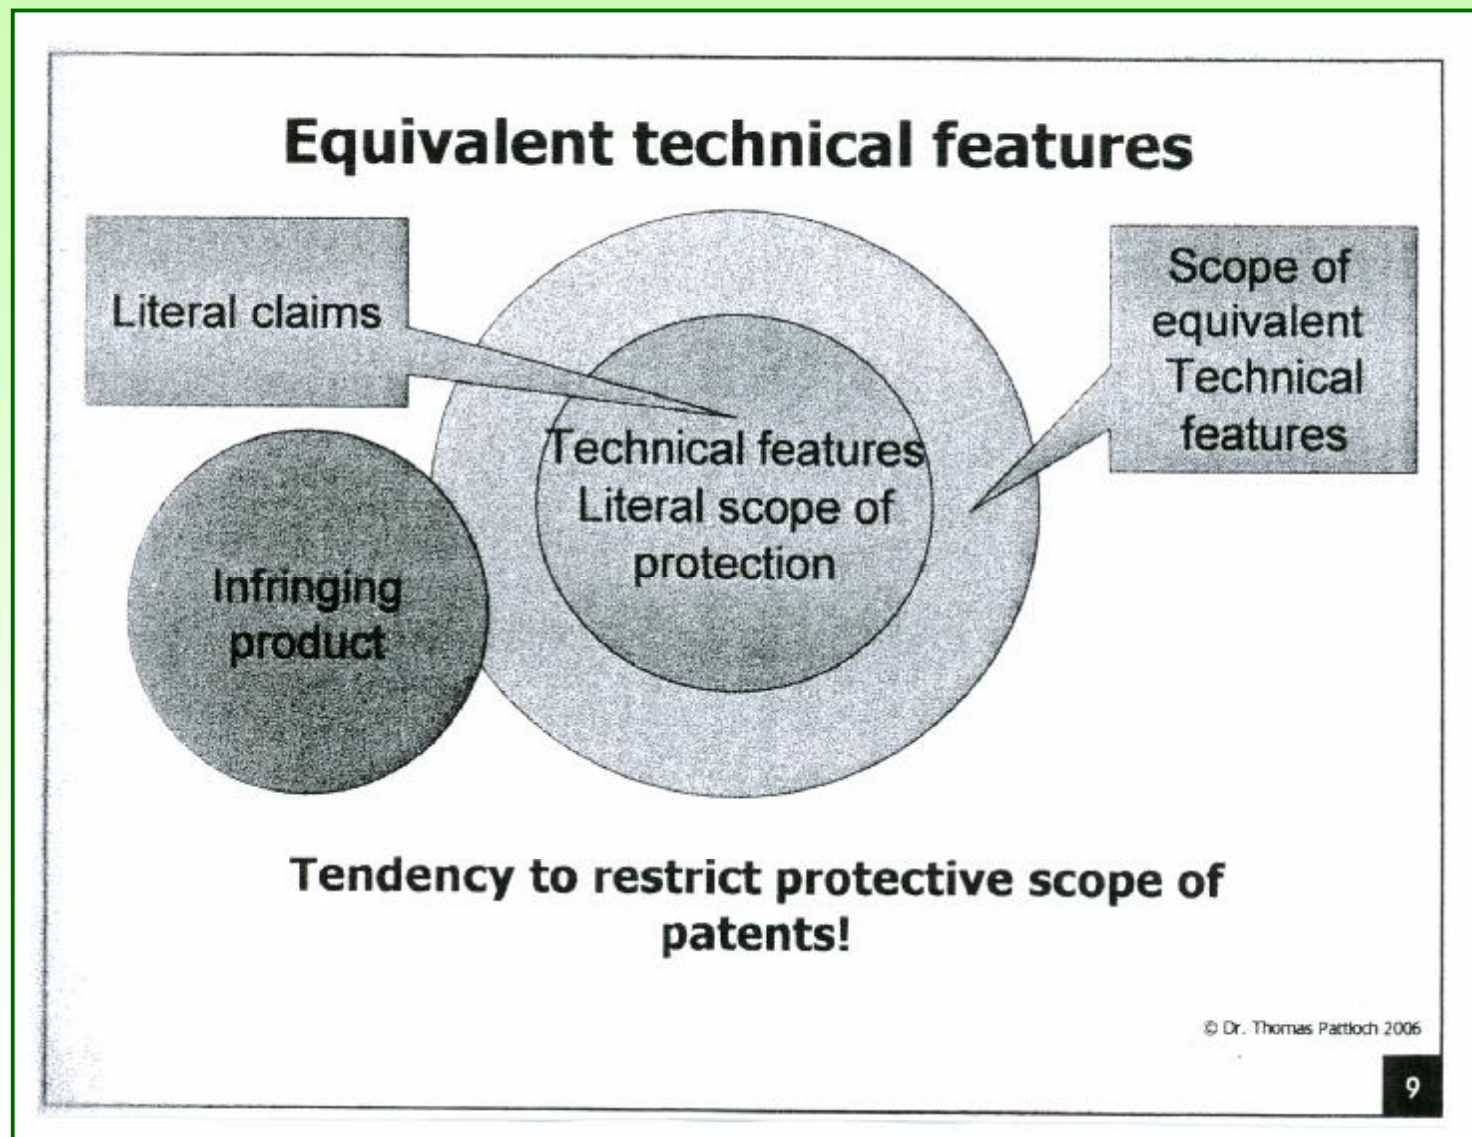 Equivalent technical features
Literal claims
Scope of
equivalent
Technical
features
Technical features
Literal scope of
protection
Infringing
product
Tendency to restrict protective scope of
patents!
© Dr. Thomas Pattloch 2006
9